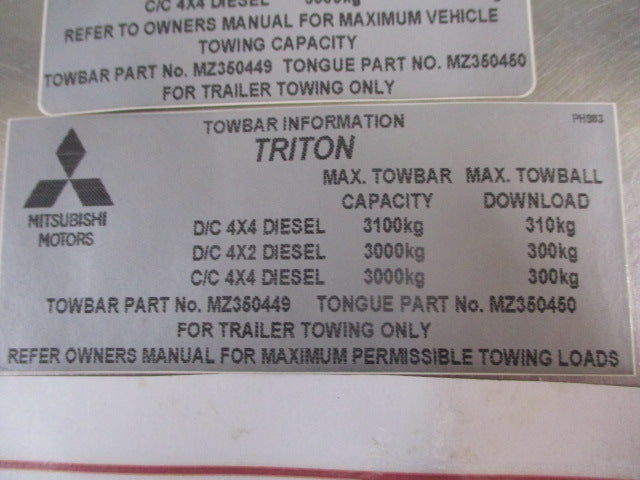 C/C 4X4 DIESEL 3000kg
REFER TO OWNERS MANUAL FOR MAXIMUM VEHICLE
TOWING CAPACITY
TOWBAR PART No. MZ350449 TONGUE PART No. MZ350450
FOR TRAILER TOWING ONLY
TOWBAR INFORMATION
PH983
TRITON
MAX. TOWBAR MAX. TOWBALL
CAPACITY DOWNLOAD
MITSUBISHI
MOTORS
D/C 4X4 DIESEL 3100kg 310kg
D/C 4X2 DIESEL 3000kg 300kg
C/C 4X4 DIESEL 3000kg 300kg
TOWBAR PART No. MZ350449 TONGUE PART No. MZ350450
FOR TRAILER TOWING ONLY
REFER OWNERS MANUAL FOR MAXIMUM PERMISSIBLE TOWING LOADS